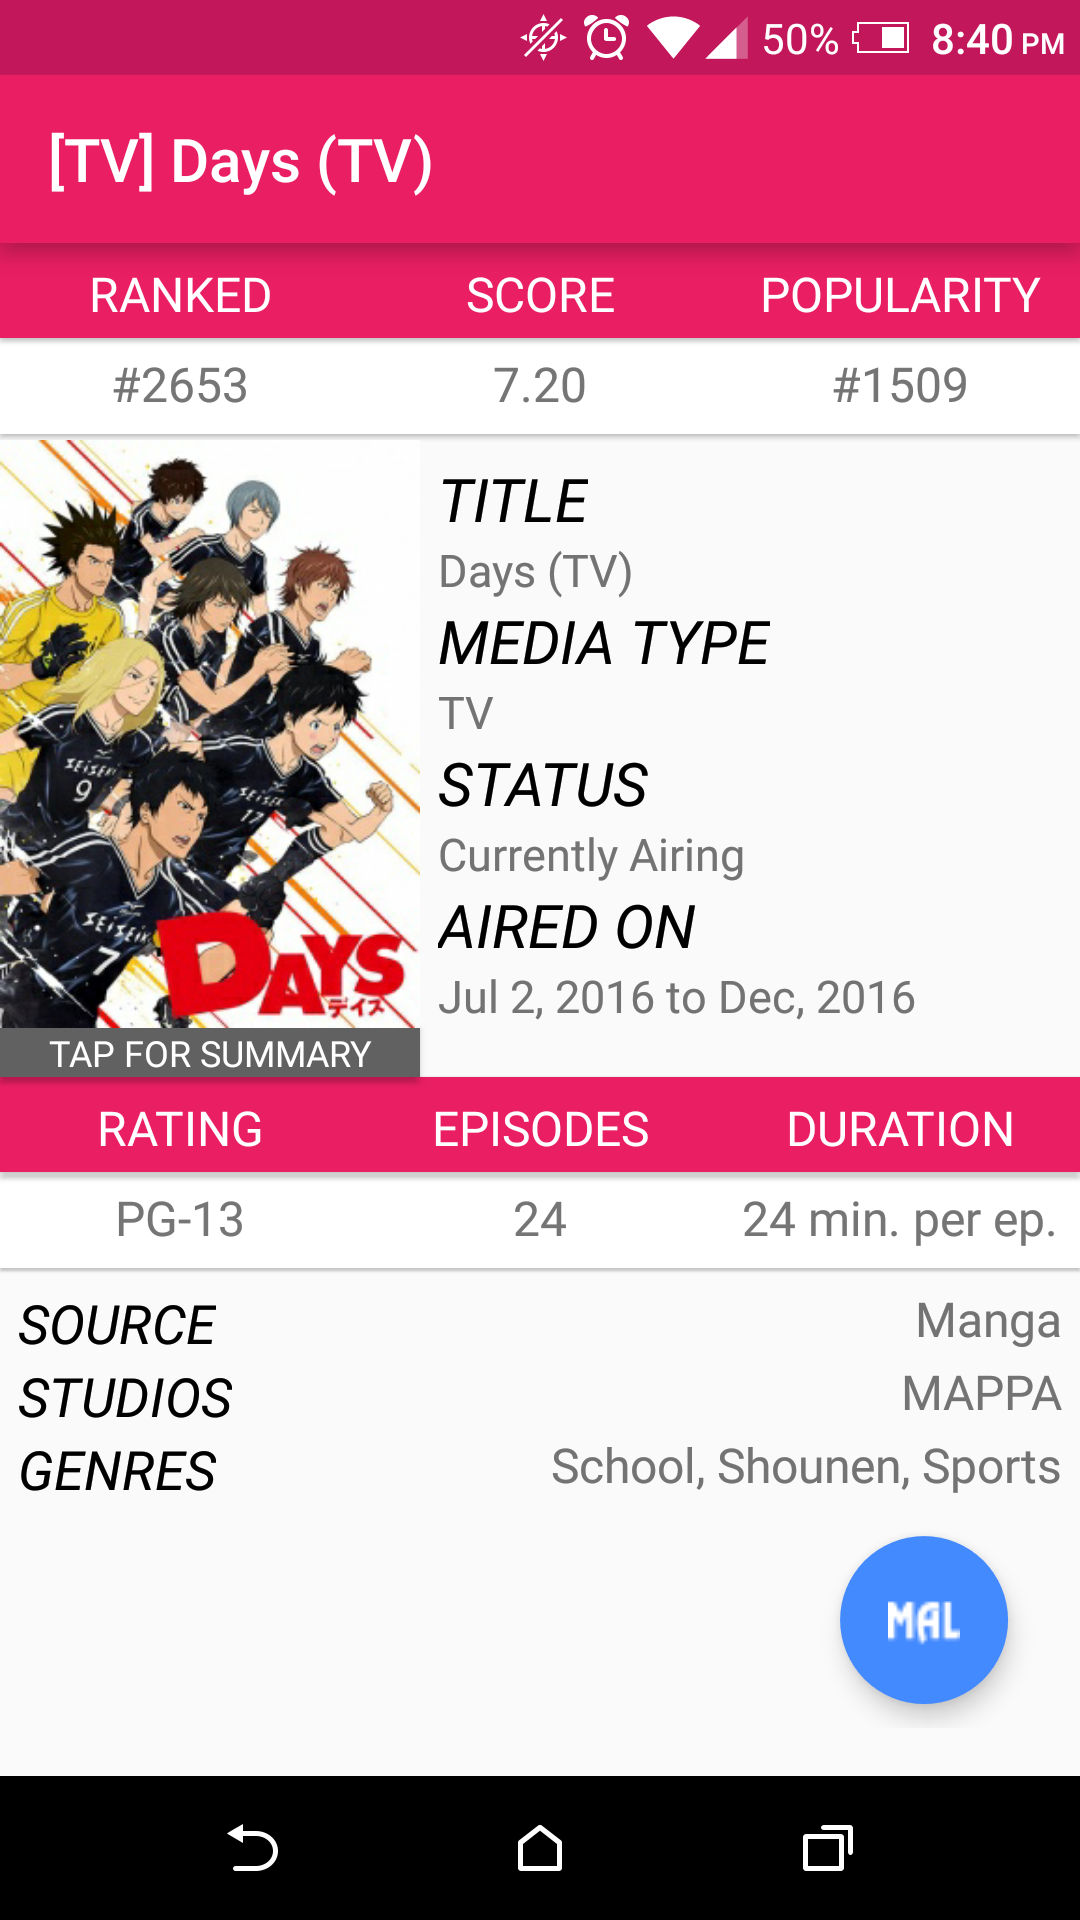 50% 8:40 PM
[TV] Days (TV)
RANKED SCORE POPULARITY
#2653 7.20 #1509
TITLE
Days (TV)
MEDIA TYPE
TV
STATUS
Currently Airing
AIRED ON
Jul 2, 2016 to Dec, 2016
SEISEKI
9
SEISEKI
17
SEISEKI
7
DAYS
デイズ
TAP FOR SUMMARY
RATING EPISODES DURATION
PG-13 24 24 min. per ep.
SOURCE Manga
STUDIOS MAPPA
GENRES School, Shounen, Sports
MAL